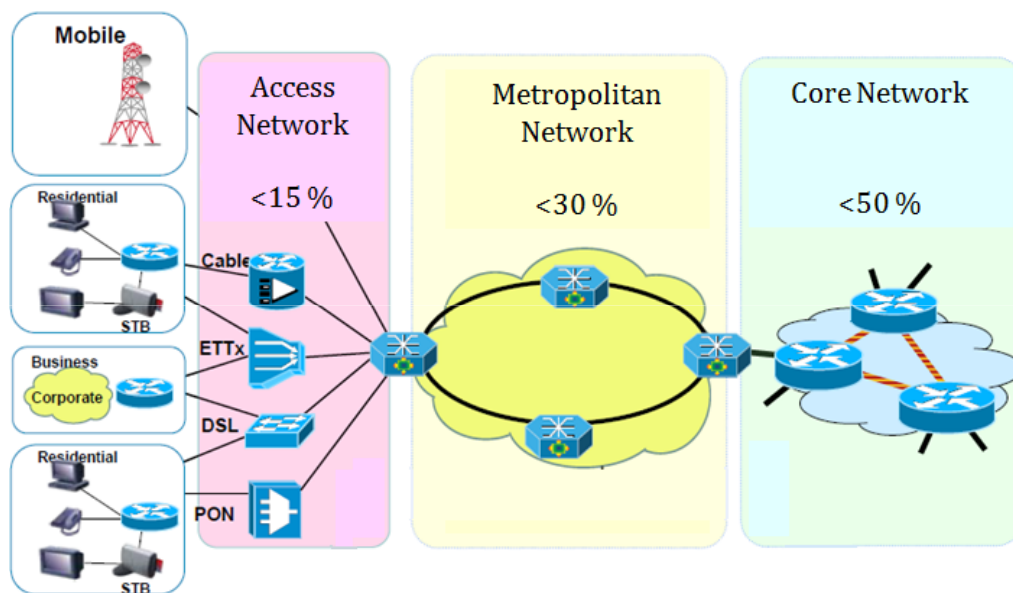 Mobile
Residential
STB
Business
Corporate
Residential
STB
Access
Network
<15 %
Cable
ETTx
DSL
PON
Metropolitan
Network
<30 %
Core Network
<50 %